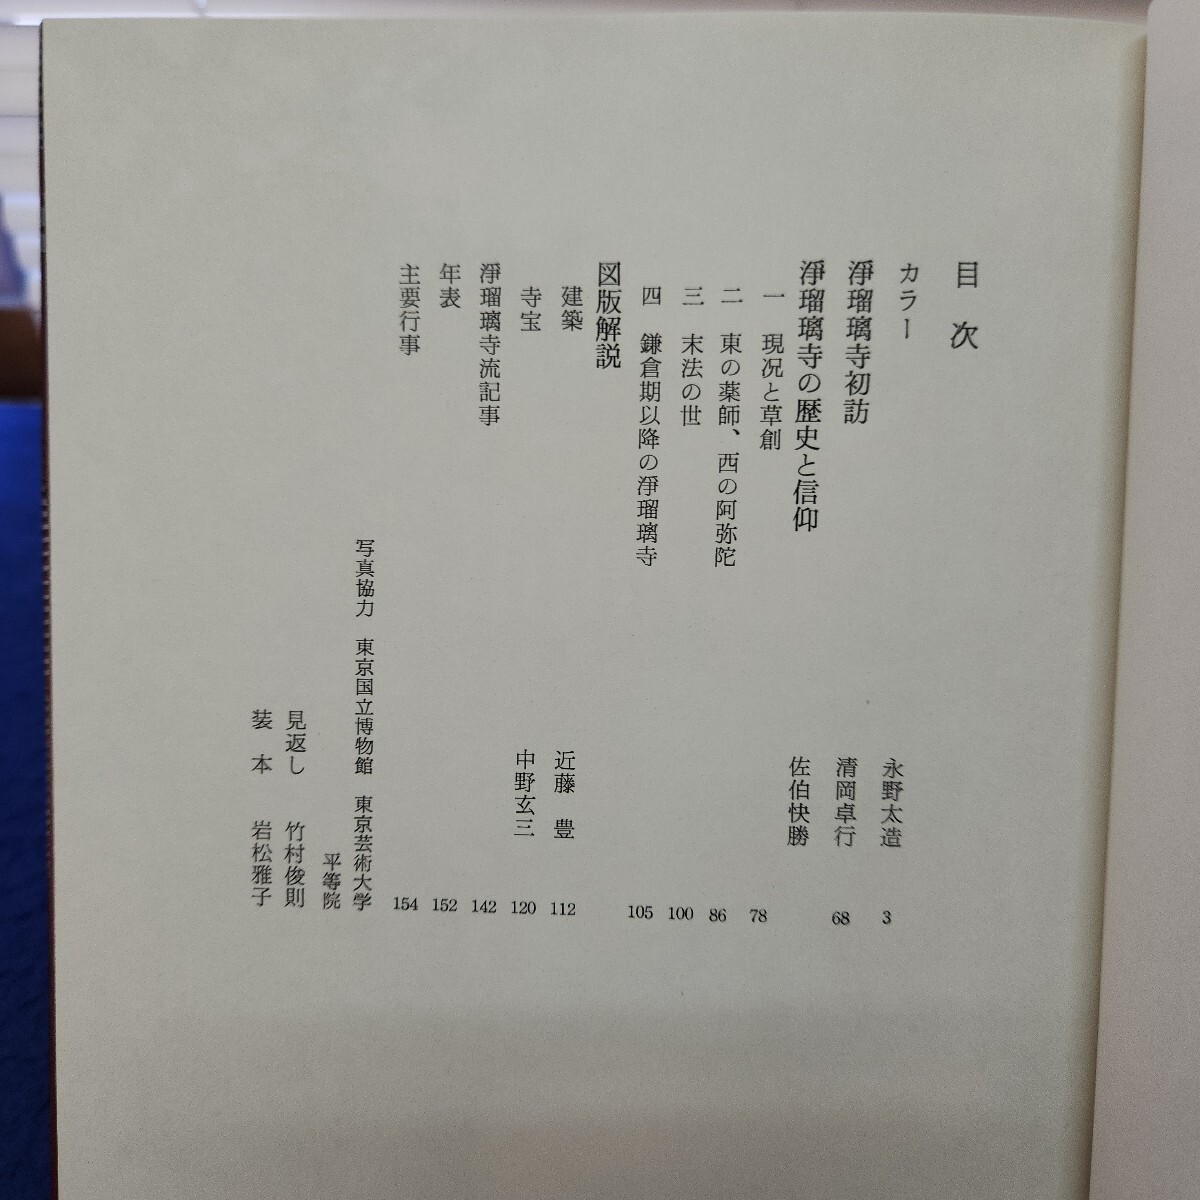 目次
カラー 永野太造 3
淨瑠璃寺初訪 清岡卓行 68
淨瑠璃寺の歴史と信仰 佐伯快勝
一 現況と草創 78
二 東の薬師、西の阿弥陀 86
三 末法の世 100
四 鎌倉期以降の淨瑠璃寺 105
図版解説
建築 近藤 豊 112
寺宝 中野玄三 120
淨瑠璃寺流記事 142
年表 152
主要行事 154
写真協力 東京国立博物館 東京芸術大学
平等院
見返し 竹村俊則
装本 岩松雅子